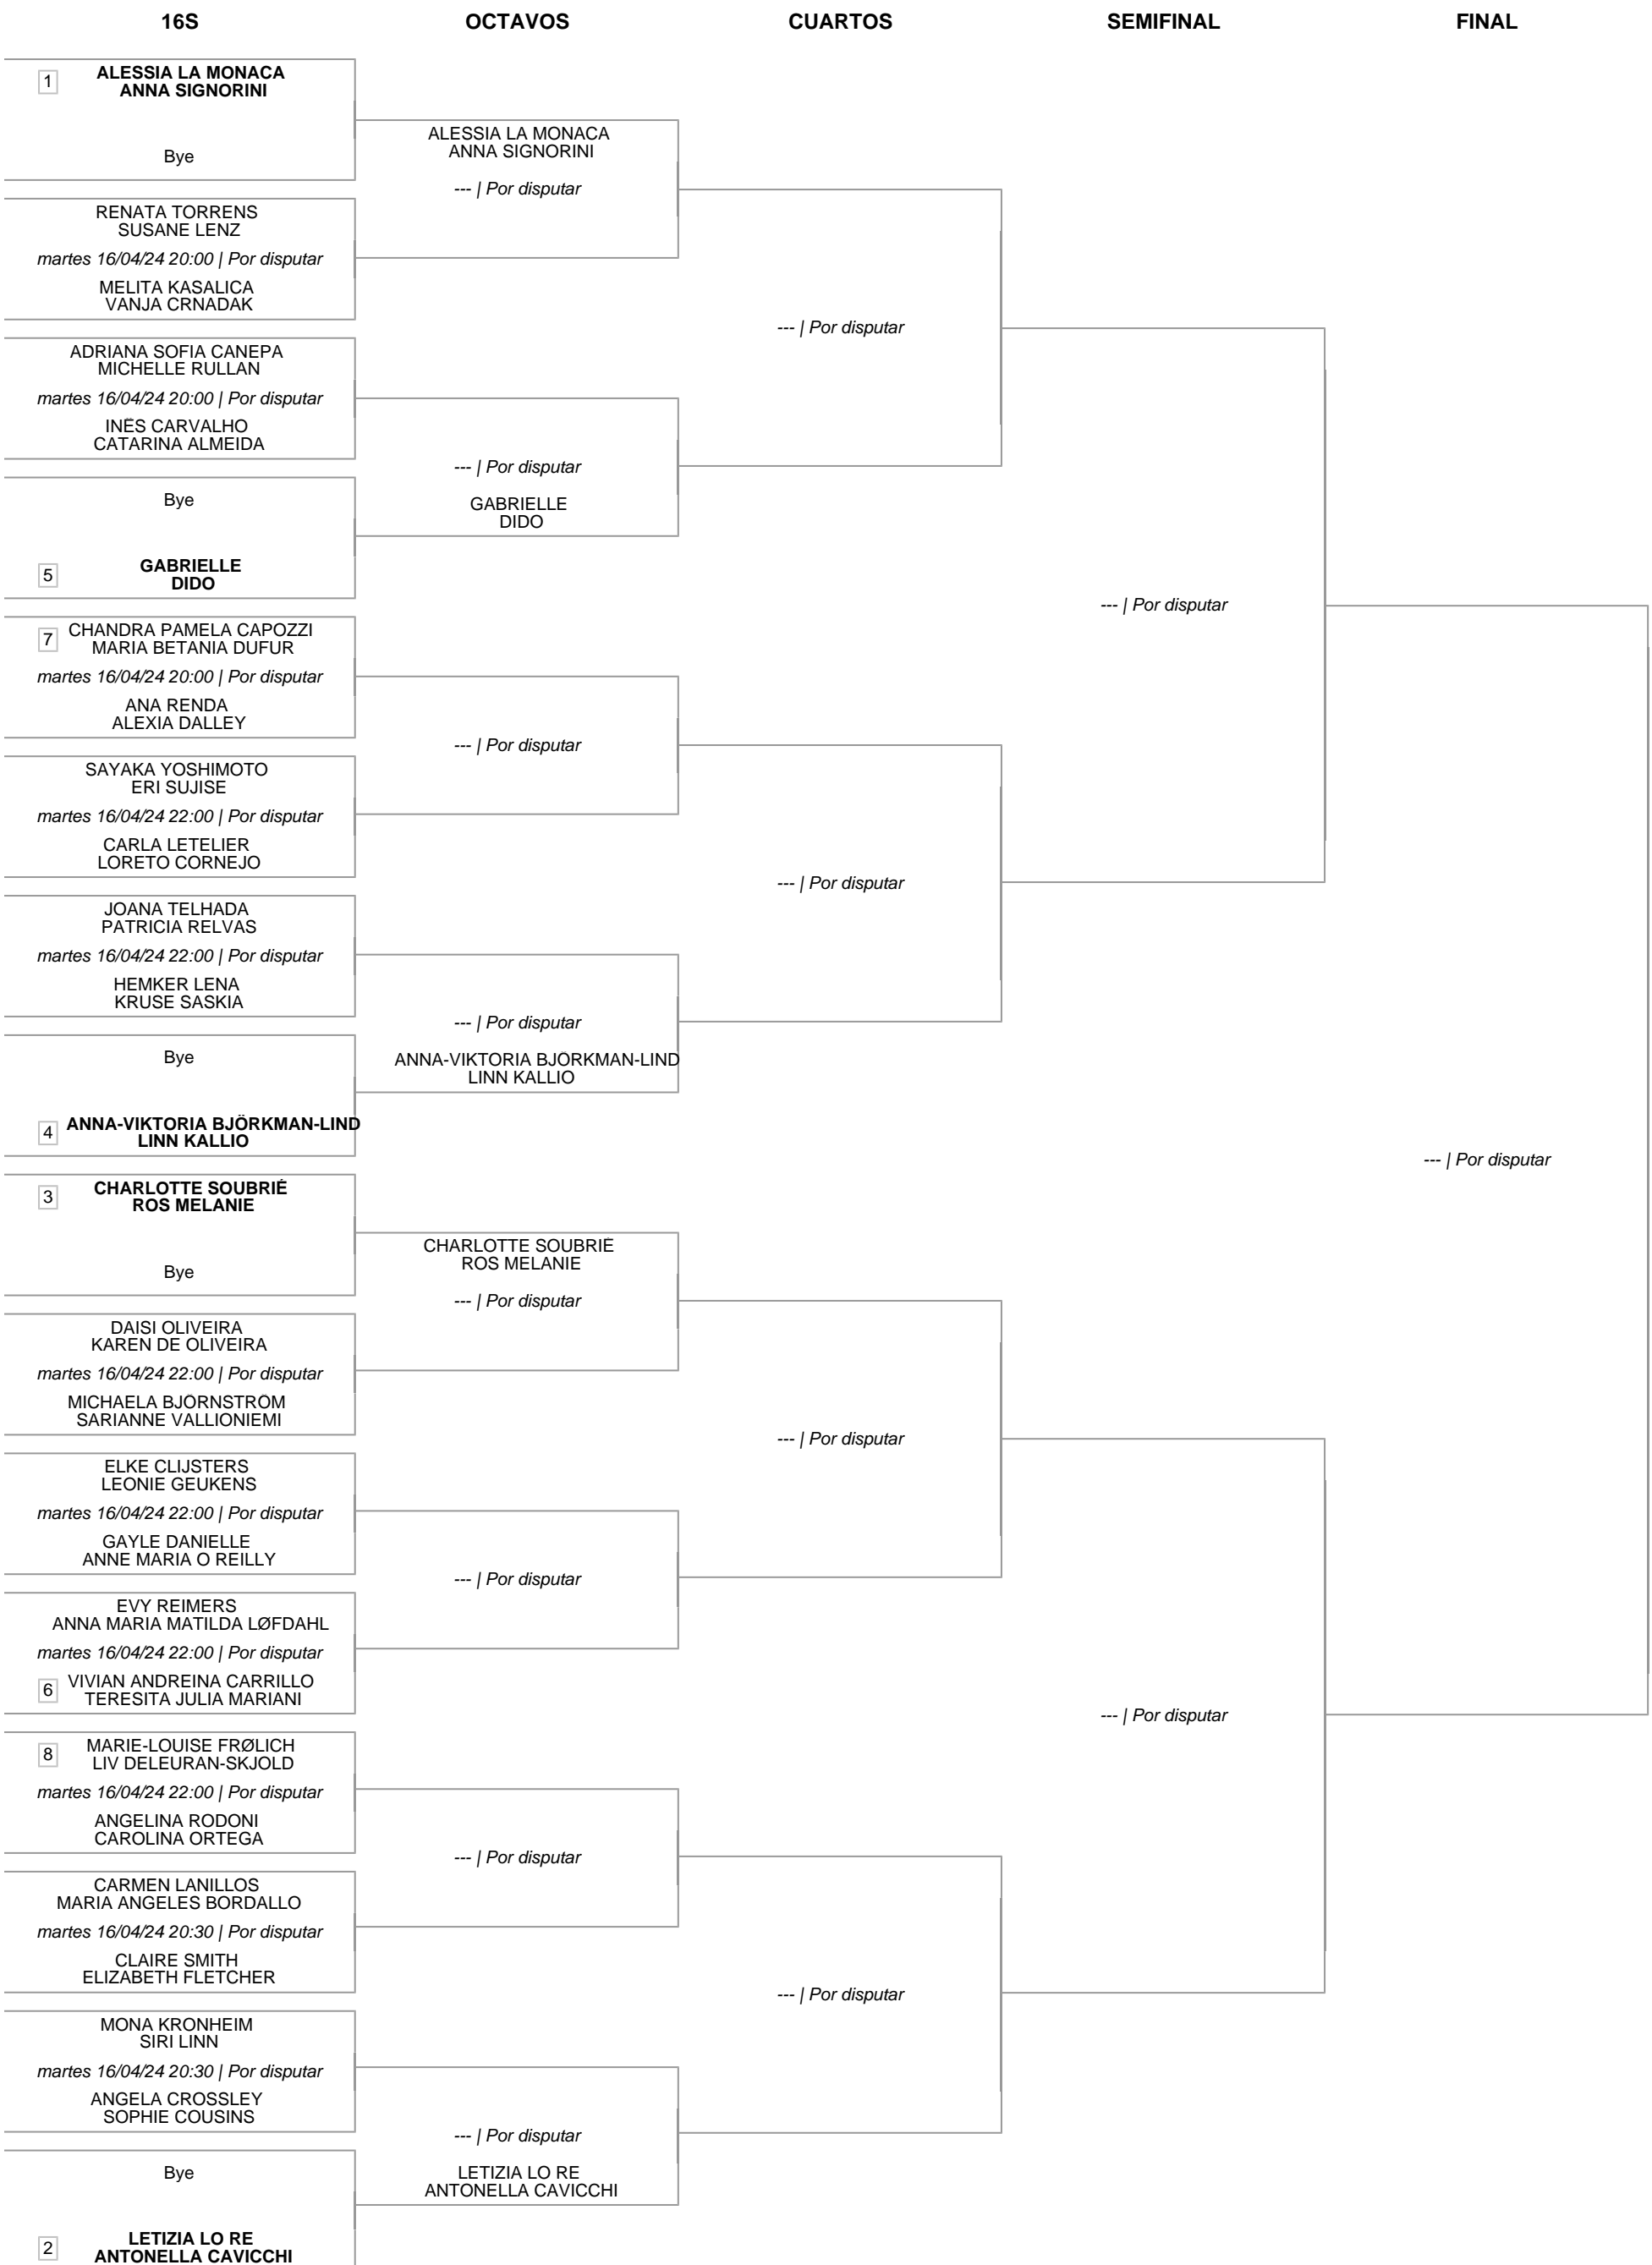 16S OCTAVOS CUARTOS SEMIFINAL FINAL
1 ALESSIA LA MONACA
ANNA SIGNORINI
Bye
RENATA TORRENS
SUSANE LENZ
martes 16/04/24 20:00 | Por disputar
MELITA KASALICA
VANJA CRNADAK
ADRIANA SOFIA CANEPA
MICHELLE RULLAN
martes 16/04/24 20:00 | Por disputar
INÊS CARVALHO
CATARINA ALMEIDA
Bye
5 GABRIELLE
DIDO
7 CHANDRA PAMELA CAPOZZI
MARIA BETANIA DUFUR
martes 16/04/24 20:00 | Por disputar
ANA RENDA
ALEXIA DALLEY
SAYAKA YOSHIMOTO
ERI SUJISE
martes 16/04/24 22:00 | Por disputar
CARLA LETELIER
LORETO CORNEJO
JOANA TELHADA
PATRICIA RELVAS
martes 16/04/24 22:00 | Por disputar
HEMKER LENA
KRUSE SASKIA
Bye
4 ANNA-VIKTORIA BJÖRKMAN-LIND
LINN KALLIO
3 CHARLOTTE SOUBRIÉ
ROS MELANIE
Bye
DAISI OLIVEIRA
KAREN DE OLIVEIRA
martes 16/04/24 22:00 | Por disputar
MICHAELA BJÖRNSTRÖM
SARIANNE VALLIONIEMI
ELKE CLIJSTERS
LEONIE GEUKENS
martes 16/04/24 22:00 | Por disputar
GAYLE DANIELLE
ANNE MARIA O REILLY
EVY REIMERS
ANNA MARIA MATILDA LØFDAHL
martes 16/04/24 22:00 | Por disputar
6 VIVIAN ANDREINA CARRILLO
TERESITA JULIA MARIANI
8 MARIE-LOUISE FRØLICH
LIV DELEURAN-SKJOLD
martes 16/04/24 22:00 | Por disputar
ANGELINA RODONI
CAROLINA ORTEGA
CARMEN LANILLOS
MARIA ANGELES BORDALLO
martes 16/04/24 20:30 | Por disputar
CLAIRE SMITH
ELIZABETH FLETCHER
MONA KRONHEIM
SIRI LINN
martes 16/04/24 20:30 | Por disputar
ANGELA CROSSLEY
SOPHIE COUSINS
Bye
2 LETIZIA LO RE
ANTONELLA CAVICCHI
ALESSIA LA MONACA
ANNA SIGNORINI
--- | Por disputar
--- | Por disputar
GABRIELLE
DIDO
--- | Por disputar
--- | Por disputar
ANNA-VIKTORIA BJÖRKMAN-LIND
LINN KALLIO
CHARLOTTE SOUBRIÉ
ROS MELANIE
--- | Por disputar
--- | Por disputar
--- | Por disputar
--- | Por disputar
LETIZIA LO RE
ANTONELLA CAVICCHI
--- | Por disputar
--- | Por disputar
--- | Por disputar
--- | Por disputar
--- | Por disputar
--- | Por disputar
--- | Por disputar